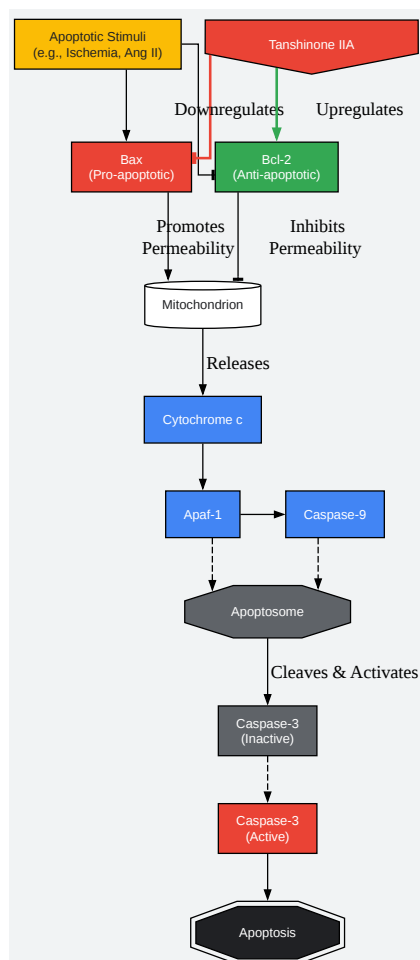 Apoptotic Stimuli
(e.g., Ischemia, Ang II)
Tanshinone IIA
Downregulates
Upregulates
Bax
(Pro-apoptotic)
Bcl-2
(Anti-apoptotic)
Promotes
Permeability
Inhibits
Permeability
Mitochondrion
Releases
Cytochrome c
Apaf-1
Caspase-9
Apoptosome
Cleaves & Activates
Caspase-3
(Inactive)
Caspase-3
(Active)
Apoptosis